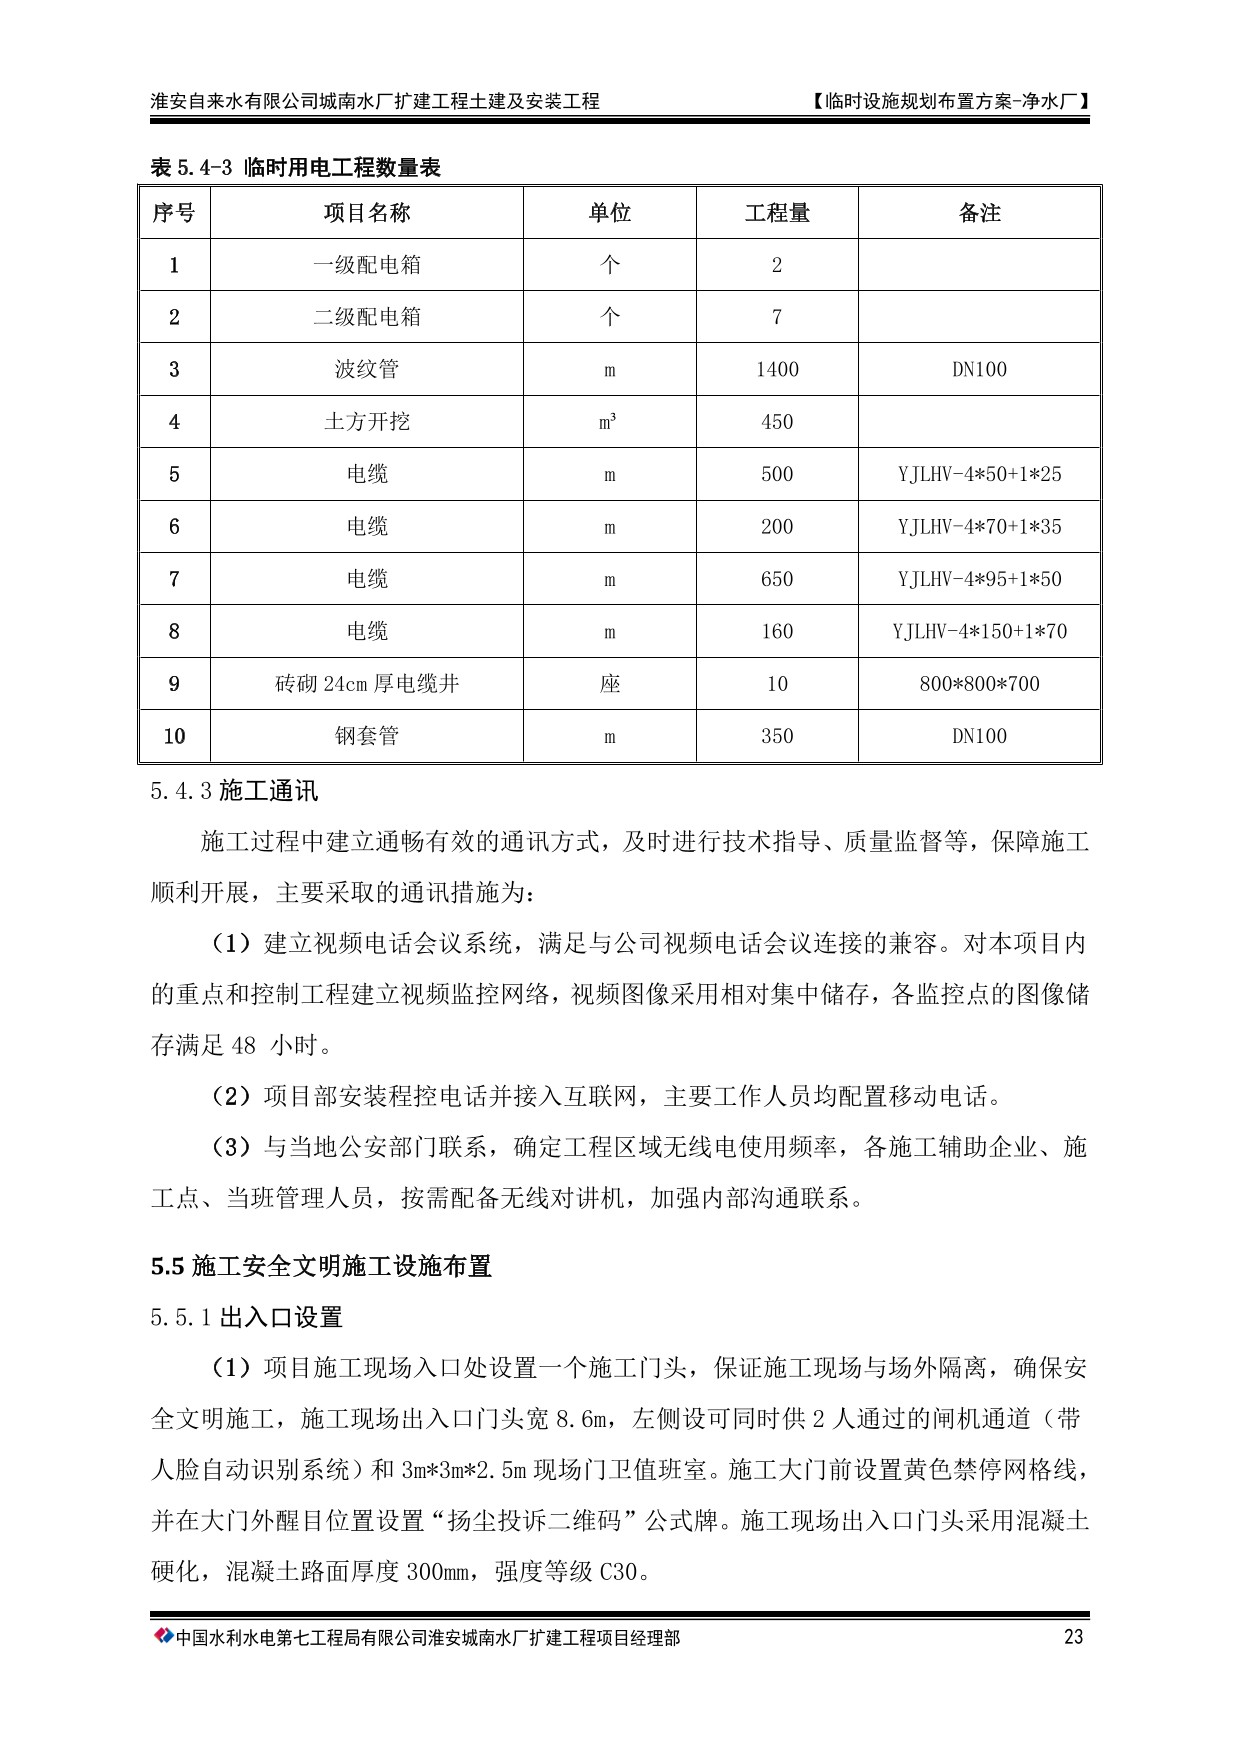 淮安自来水有限公司城南水厂扩建工程土建及安装工程 【临时设施规划布置方案-净水厂】
表 5.4-3 临时用电工程数量表
序号 项目名称 单位 工程量 备注
1 一级配电箱 个 2
2 二级配电箱 个 7
3 波纹管 m 1400 DN100
4 土方开挖 m³ 450
5 电缆 m 500 YJLHV-4*50+1*25
6 电缆 m 200 YJLHV-4*70+1*35
7 电缆 m 650 YJLHV-4*95+1*50
8 电缆 m 160 YJLHV-4*150+1*70
9 砖砌 24cm 厚电缆井 座 10 800*800*700
10 钢套管 m 350 DN100
5.4.3 施工通讯
施工过程中建立通畅有效的通讯方式，及时进行技术指导、质量监督等，保障施工
顺利开展，主要采取的通讯措施为：
（1）建立视频电话会议系统，满足与公司视频电话会议连接的兼容。对本项目内
的重点和控制工程建立视频监控网络，视频图像采用相对集中储存，各监控点的图像储
存满足 48 小时。
（2）项目部安装程控电话并接入互联网，主要工作人员均配置移动电话。
（3）与当地公安部门联系，确定工程区域无线电使用频率，各施工辅助企业、施
工点、当班管理人员，按需配备无线对讲机，加强内部沟通联系。
5.5 施工安全文明施工设施布置
5.5.1 出入口设置
（1）项目施工现场入口处设置一个施工门头，保证施工现场与场外隔离，确保安
全文明施工，施工现场出入口门头宽 8.6m，左侧设可同时供 2 人通过的闸机通道（带
人脸自动识别系统）和 3m*3m*2.5m 现场门卫值班室。施工大门前设置黄色禁停网格线，
并在大门外醒目位置设置“扬尘投诉二维码”公式牌。施工现场出入口门头采用混凝土
硬化，混凝土路面厚度 300mm，强度等级 C30。
中国水利水电第七工程局有限公司淮安城南水厂扩建工程项目经理部 23